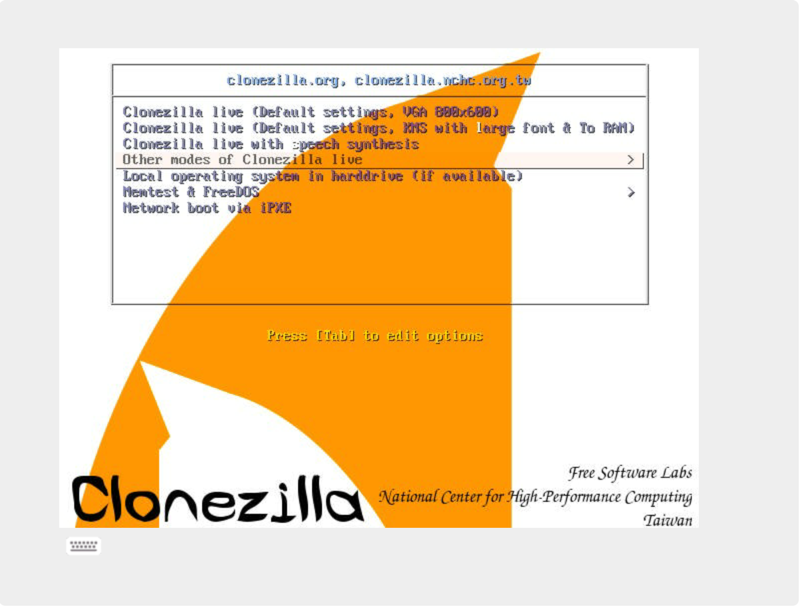 clonezilla.org, clonezilla.nchc.org.tw
Clonezilla live (Default settings, VGA 800x600)
Clonezilla live (Default settings, KMS with large font & To RAM)
Clonezilla live with speech synthesis
Other modes of Clonezilla live >
Local operating system in harddrive (if available)
Memtest & FreeDOS >
Network boot via iPXE
Press [Tab] to edit options
Clonezilla
Free Software Labs
National Center for High-Performance Computing
Taiwan